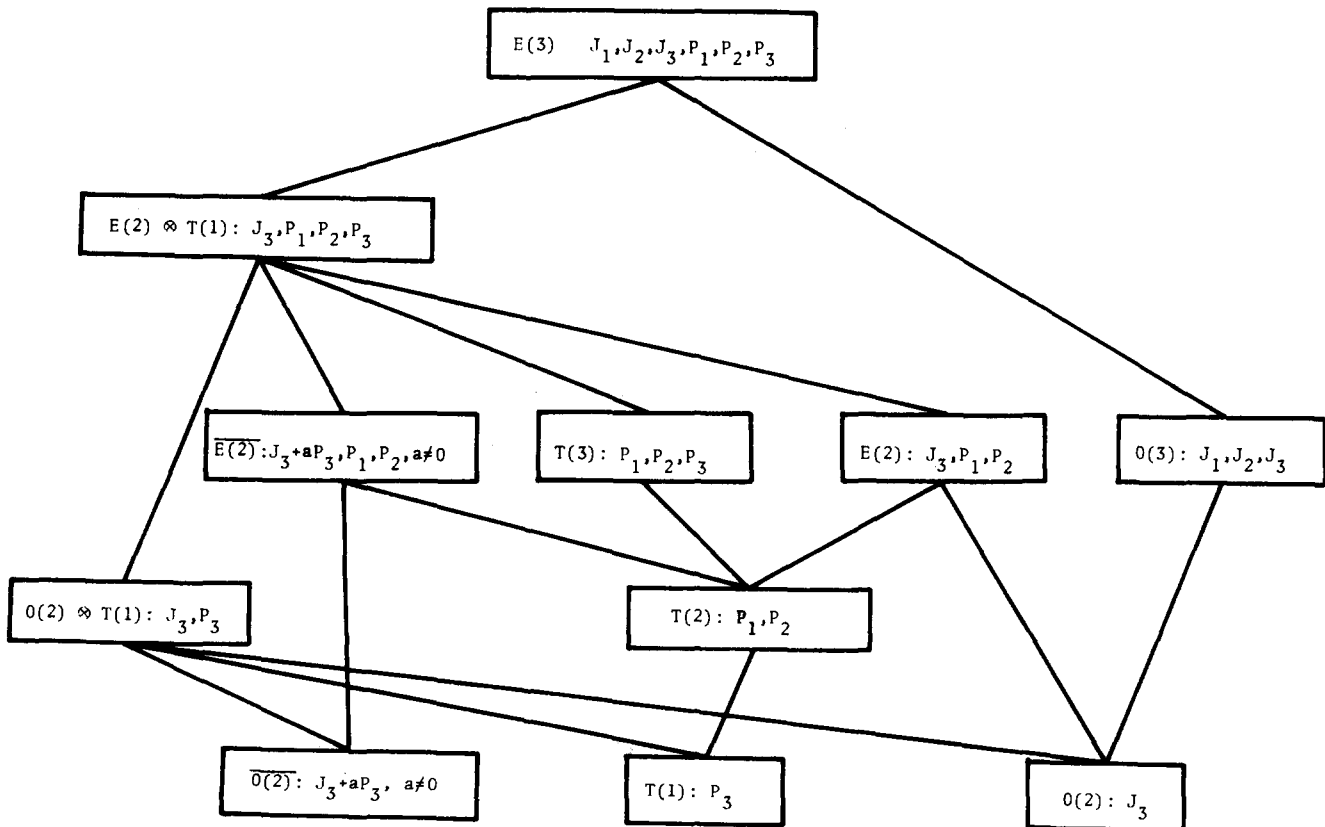 E(3) J₁,J₂,J₃,P₁,P₂,P₃
E(2) ⊗ T(1): J₃,P₁,P₂,P₃
E̅(̅2̅)̅:J₃+aP₃,P₁,P₂,a≠0
T(3): P₁,P₂,P₃
E(2): J₃,P₁,P₂
O(3): J₁,J₂,J₃
O(2) ⊗ T(1): J₃,P₃
T(2): P₁,P₂
O̅(̅2̅)̅: J₃+aP₃, a≠0
T(1): P₃
O(2): J₃